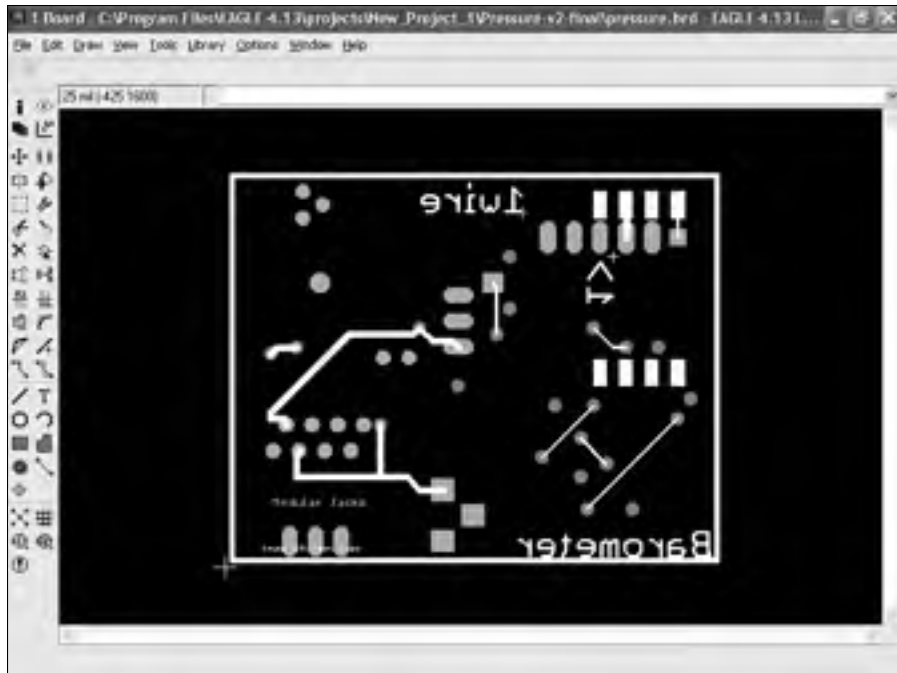 1 Board - C:\Program Files\EAGLE-4.13\projects\New_Project_1\Pressure-v2-final\pressure.brd - EAGLE 4.13 L...
File Edit Draw View Tools Library Options Window Help
25 mil (-425 1600)
1wire
V1
Barometer